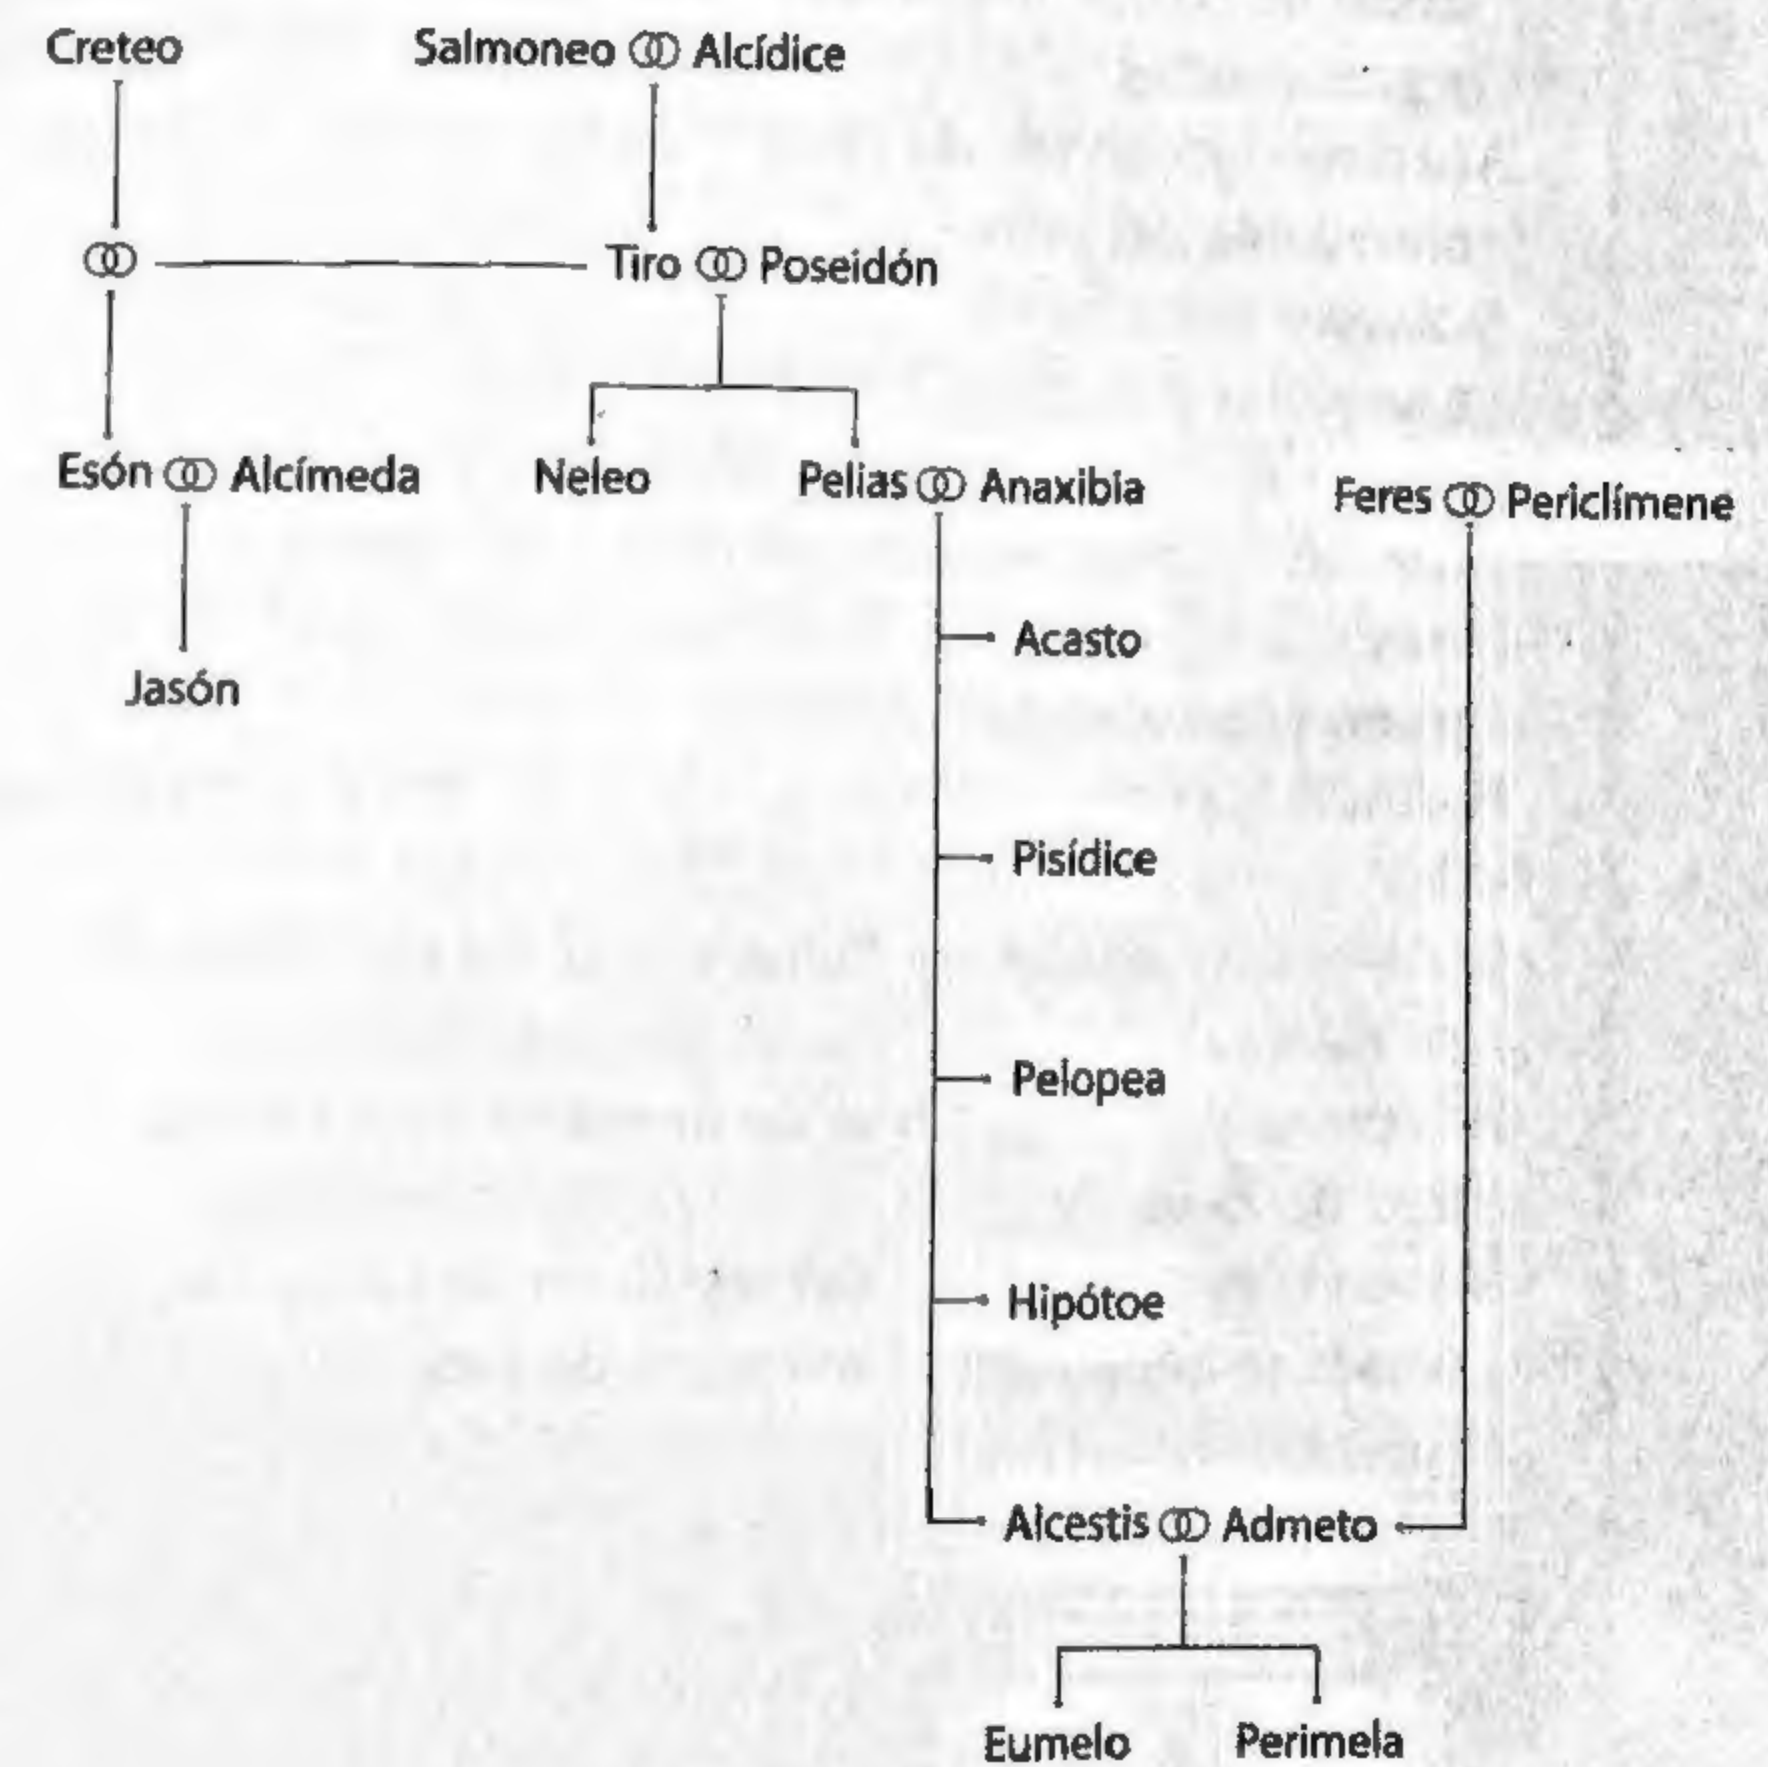 Creteo
Salmoneo Alcídice
Tiro Poseidón
Esón Alcímeda
Neleo
Pelias Anaxibia
Feres Periclímene
Acasto
Jasón
Pisídice
Pelopea
Hipótoe
Alcestis Admeto
Eumelo
Perimela